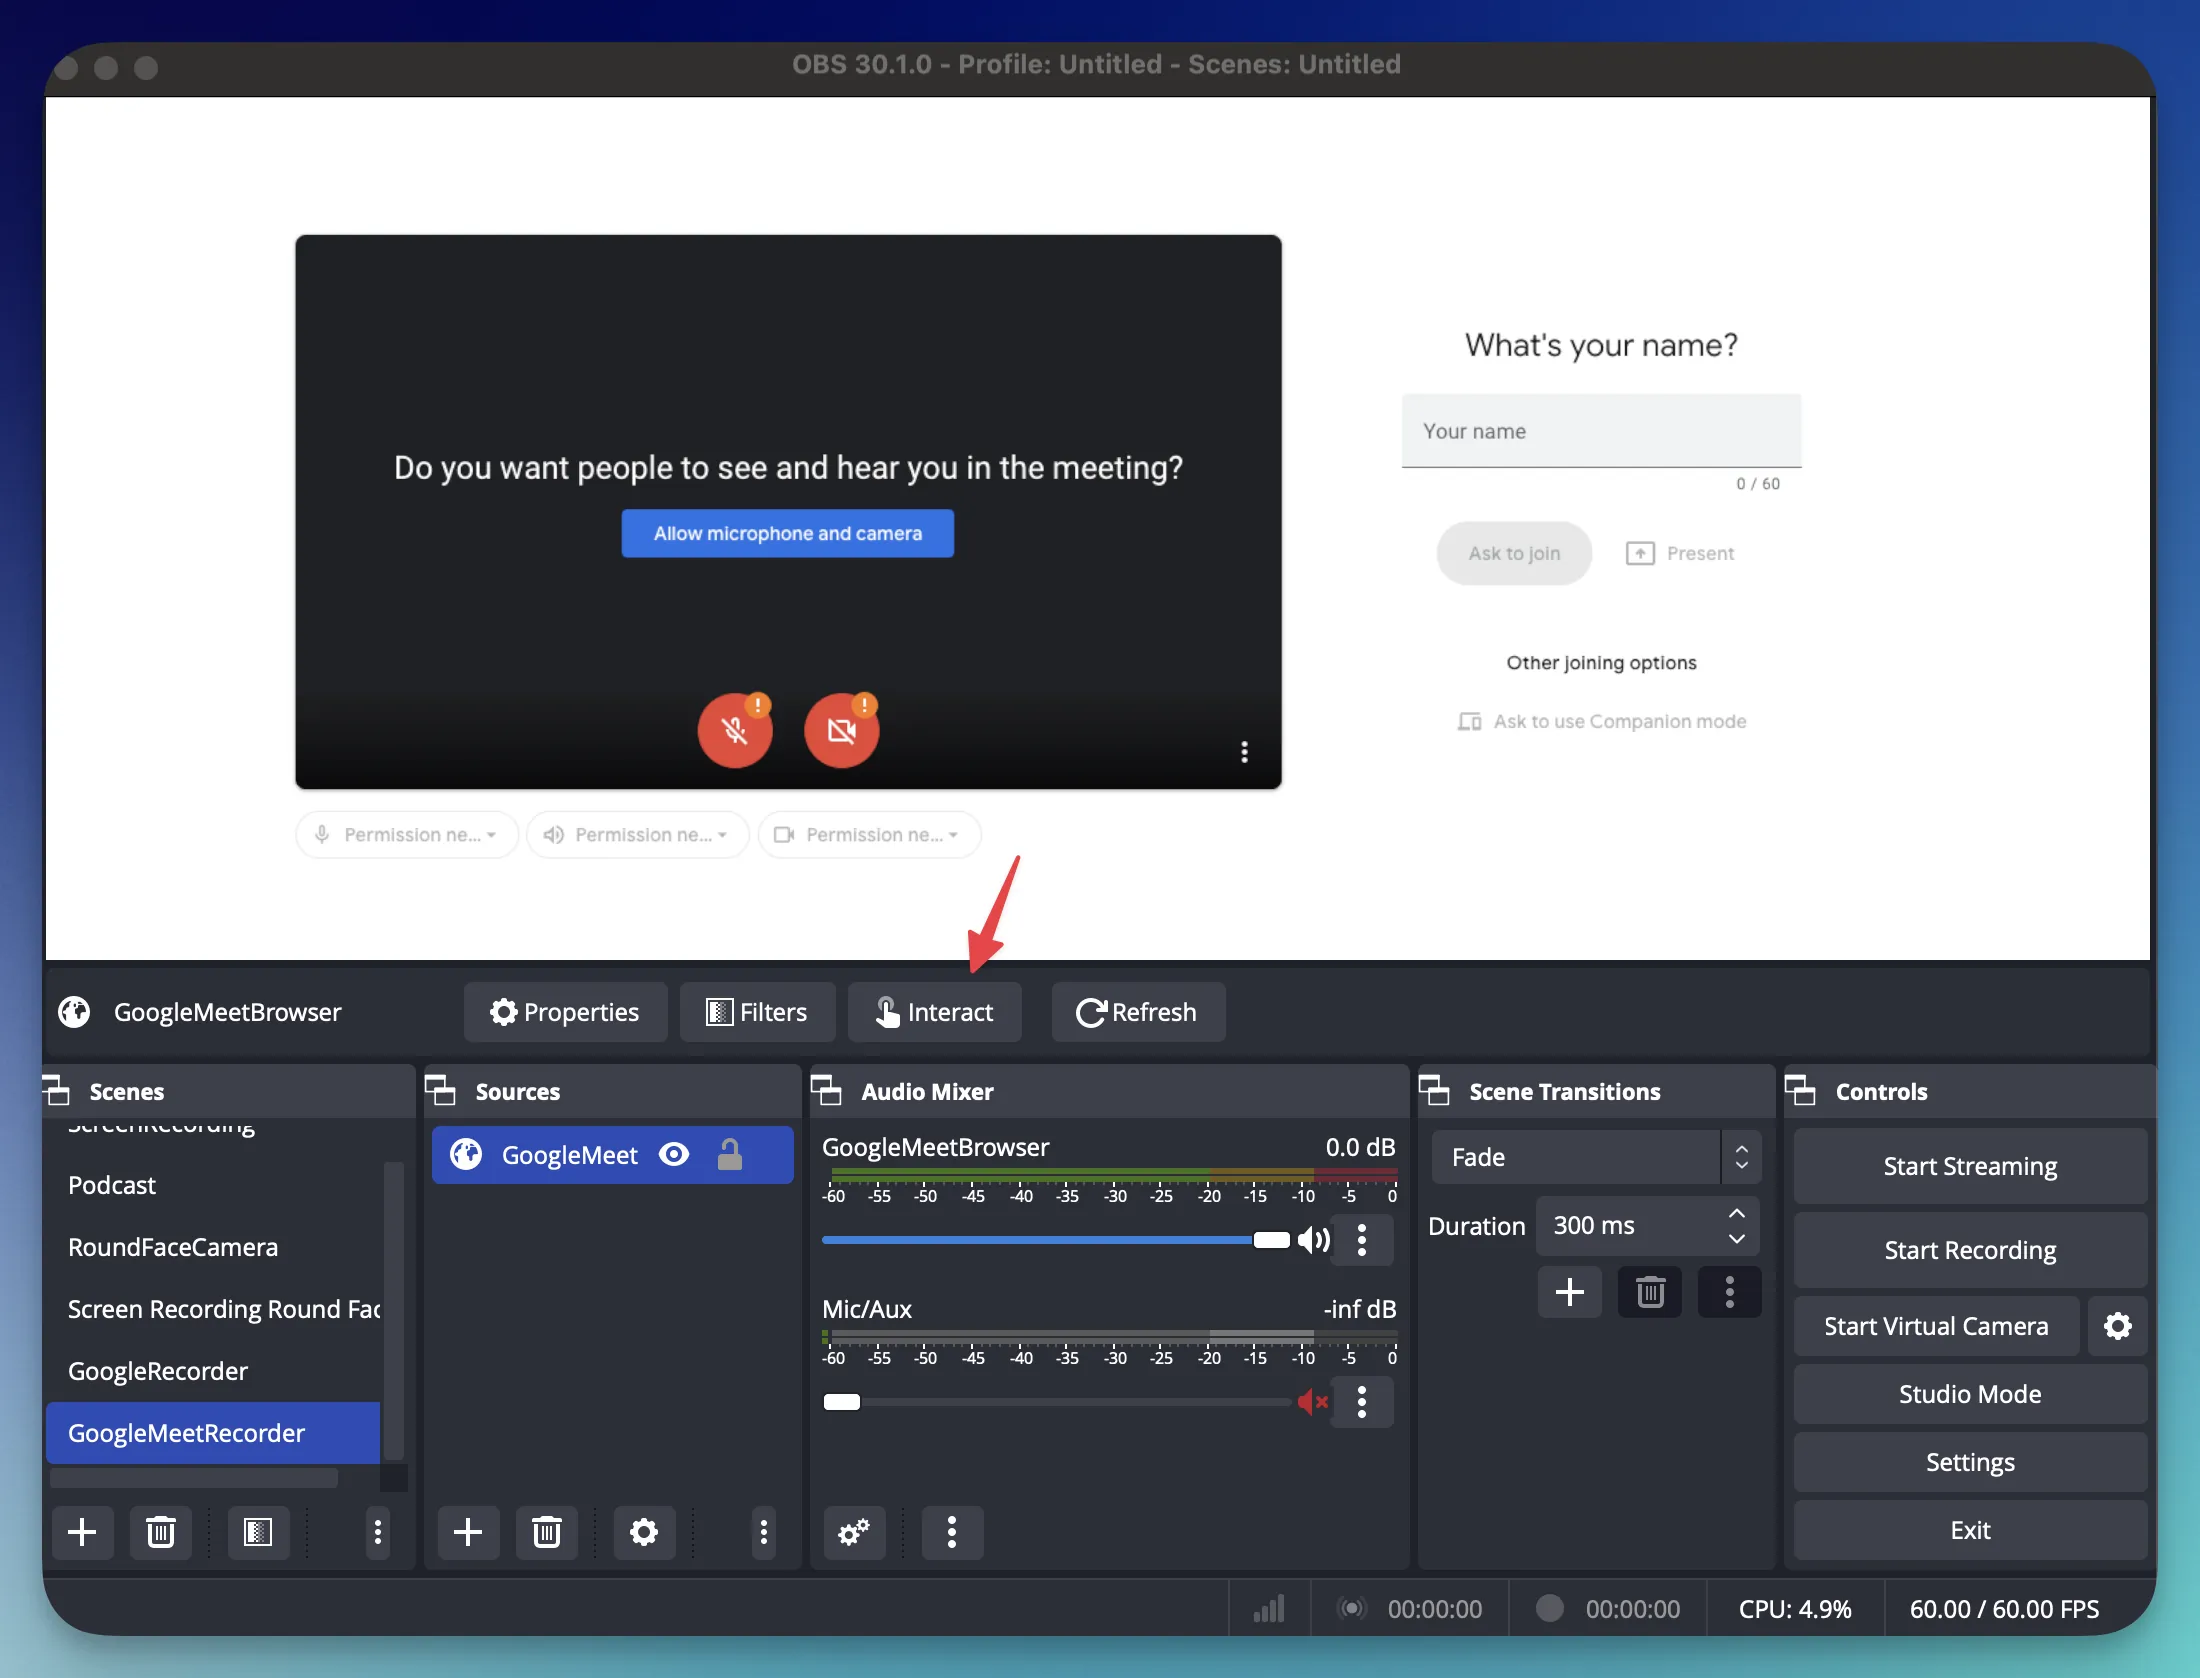 OBS 30.1.0 - Profile: Untitled - Scenes: Untitled
Do you want people to see and hear you in the meeting?
Allow microphone and camera
What's your name?
Your name
0 / 60
Ask to join
Present
Other joining options
Ask to use Companion mode
Permission ne...
Permission ne...
Permission ne...
GoogleMeetBrowser
Properties
Filters
Interact
Refresh
Scenes
ScreenRecording
Podcast
RoundFaceCamera
Screen Recording Round Fac
GoogleRecorder
GoogleMeetRecorder
Sources
GoogleMeet
Audio Mixer
GoogleMeetBrowser 0.0 dB
-60 -55 -50 -45 -40 -35 -30 -25 -20 -15 -10 -5 0
Mic/Aux -inf dB
-60 -55 -50 -45 -40 -35 -30 -25 -20 -15 -10 -5 0
Scene Transitions
Fade
Duration 300 ms
Controls
Start Streaming
Start Recording
Start Virtual Camera
Studio Mode
Settings
Exit
00:00:00
00:00:00
CPU: 4.9%
60.00 / 60.00 FPS